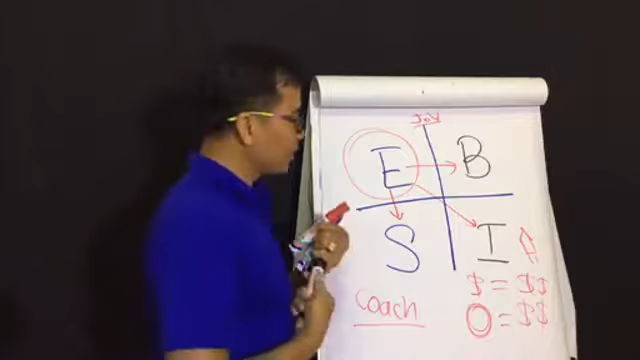 E B
S I
$ = $$
Coach O = $$